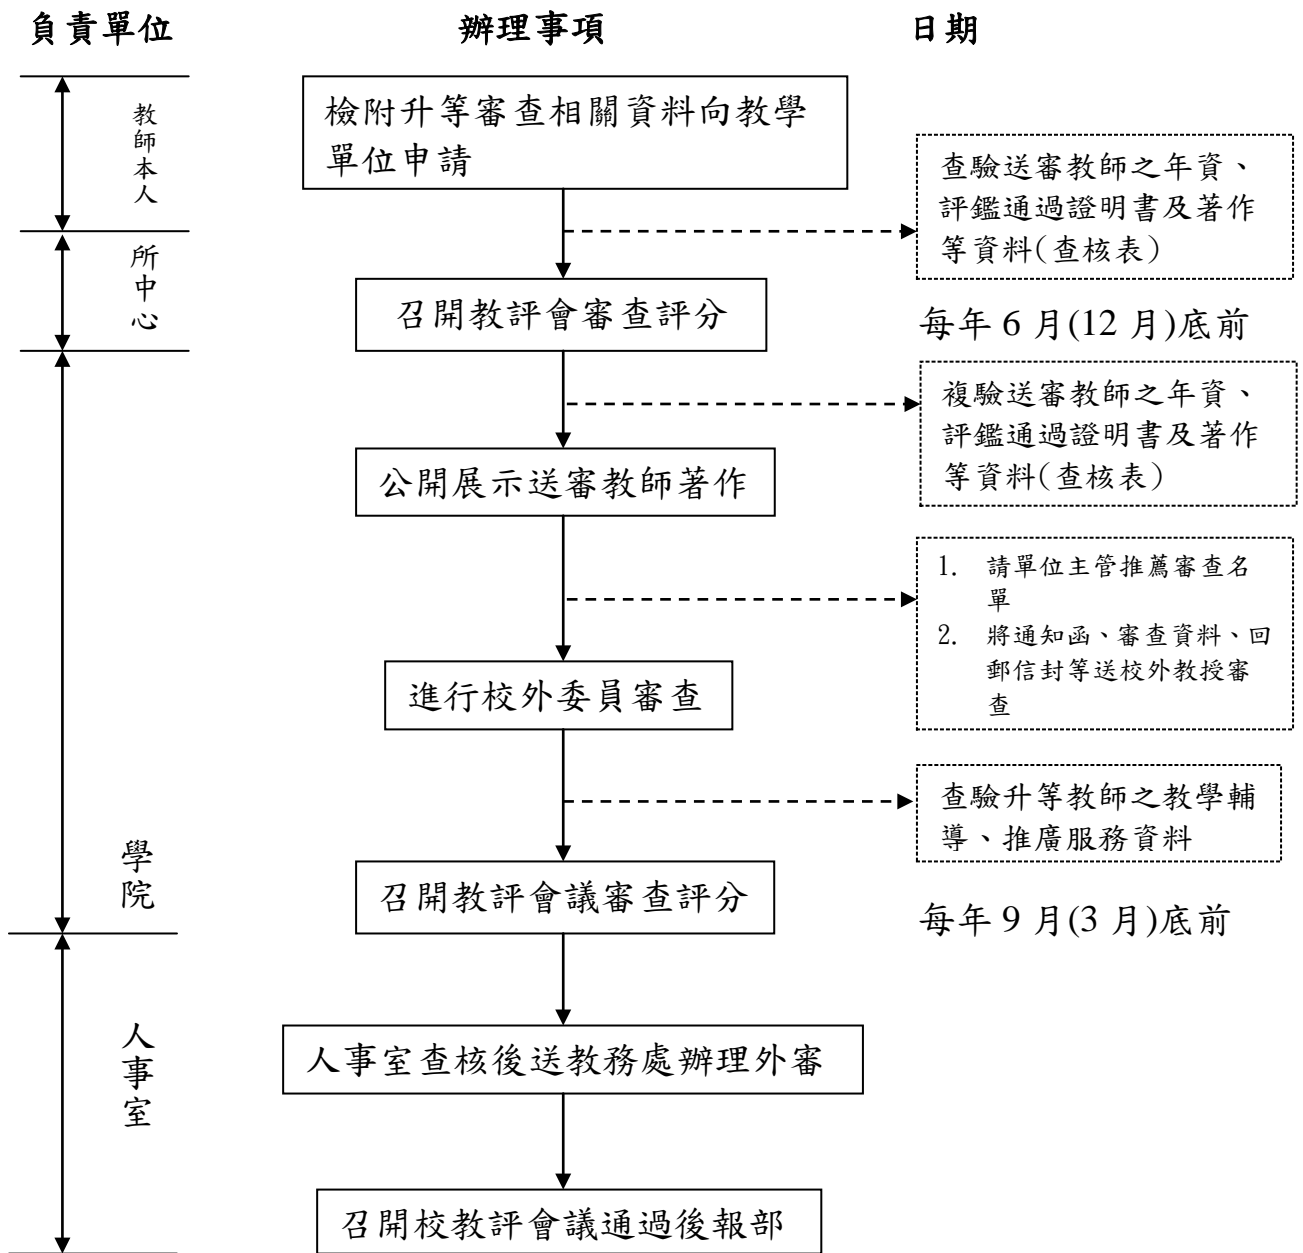 負責單位
辦理事項
日期
教師本人
檢附升等審查相關資料向教學
單位申請
查驗送審教師之年資、
評鑑通過證明書及著作
等資料(查核表)
所中心
召開教評會審查評分
每年 6 月(12 月)底前
複驗送審教師之年資、
評鑑通過證明書及著作
等資料(查核表)
公開展示送審教師著作
1. 請單位主管推薦審查名
單
2. 將通知函、審查資料、回
郵信封等送校外教授審
查
進行校外委員審查
查驗升等教師之教學輔
導、推廣服務資料
學院
召開教評會議審查評分
每年 9 月(3 月)底前
人事室
人事室查核後送教務處辦理外審
召開校教評會議通過後報部